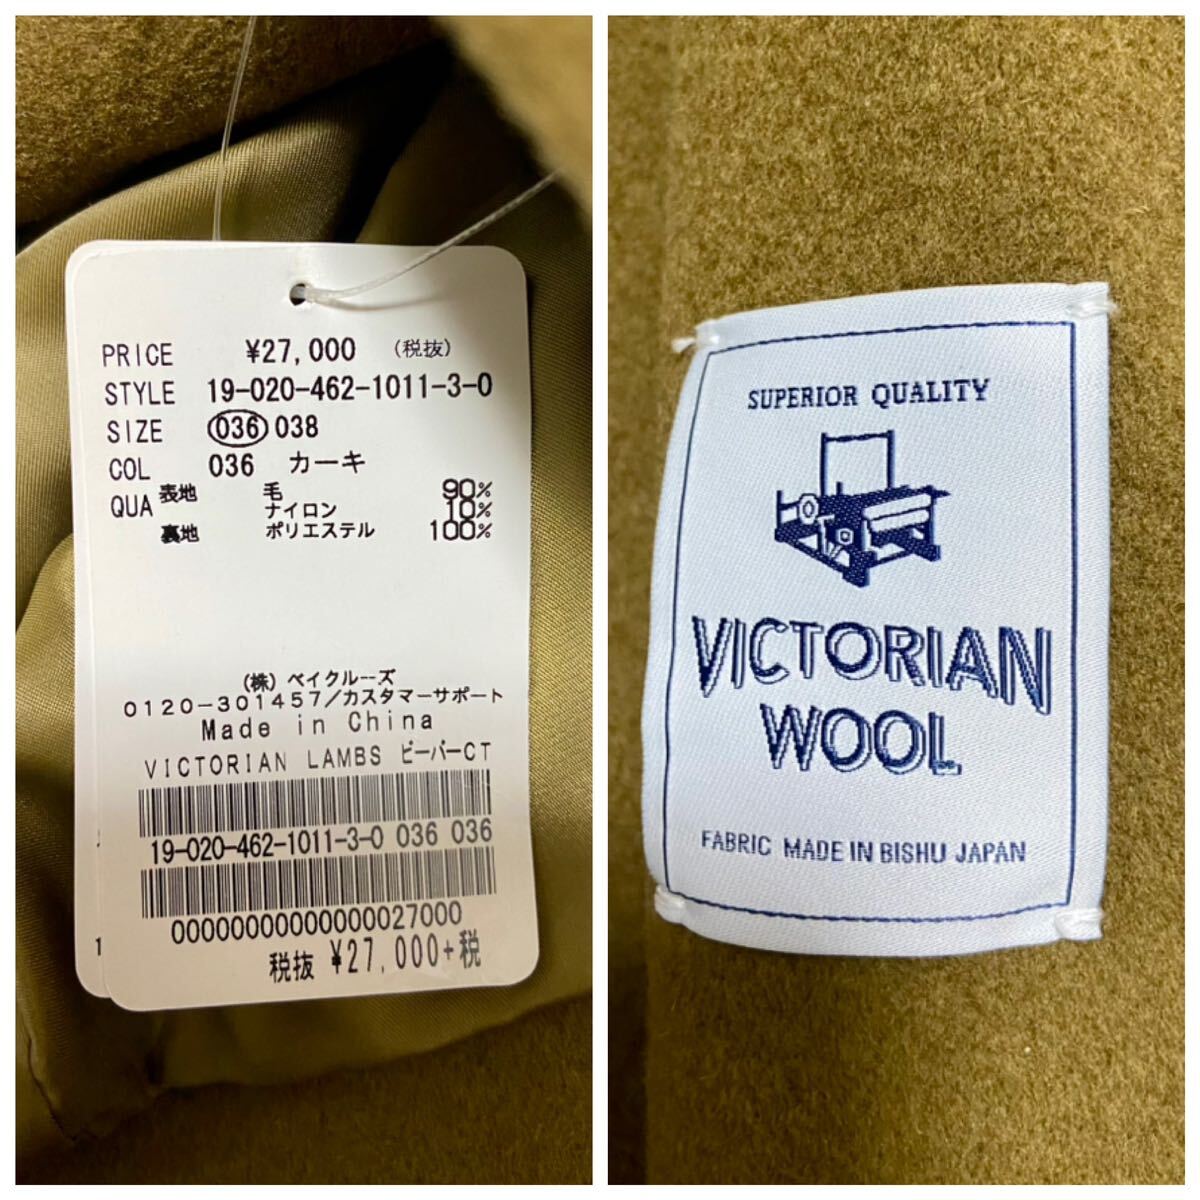 PRICE ¥27,000 (税抜)
STYLE 19-020-462-1011-3-0
SIZE 036 038
COL 036 カーキ
QUA 表地 毛 90%
ナイロン 10%
裏地 ポリエステル 100%
(株) ベイクルーズ
0120-301457/カスタマーサポート
Made in China
VICTORIAN LAMBS ビーバーCT
19-020-462-1011-3-0 036 036
00000000000000027000
税抜 ¥27,000+税
1
SUPERIOR QUALITY
VICTORIAN
WOOL
FABRIC MADE IN BISHU JAPAN